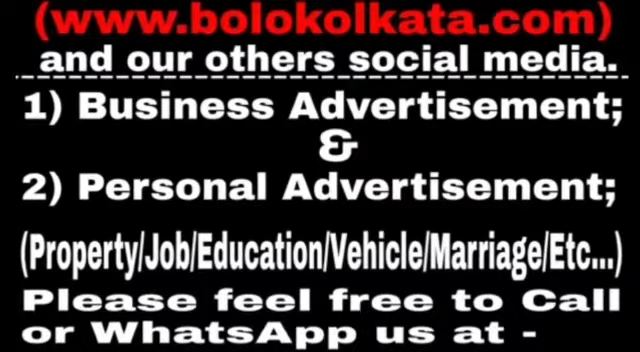 (www.bolokolkata.com)
and our others social media.
1) Business Advertisement;
&
2) Personal Advertisement;
(Property/Job/Education/Vehicle/Marriage/Etc...)
Please feel free to Call
or WhatsApp us at -